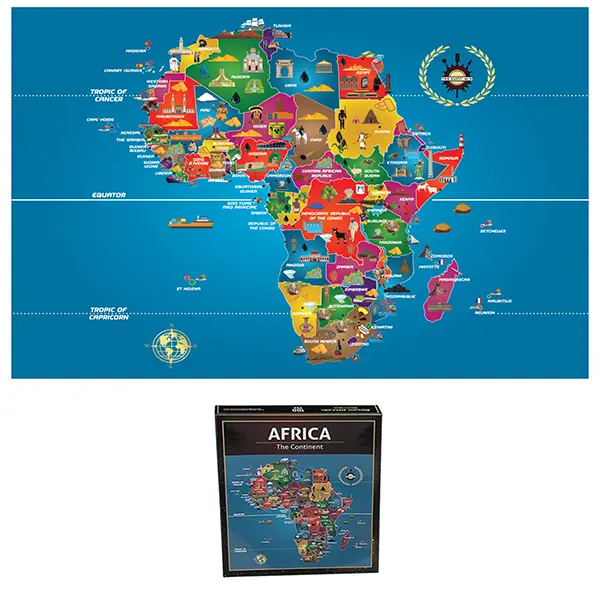 TUNISIA
MADEIRA
MOROCCO
CANARY ISLANDS
ALGERIA
LIBYA
EGYPT
WESTERN
SAHARA
TROPIC OF
CANCER
MAURITANIA
MALI
NIGER
CHAD
SUDAN
ERITREA
CAPE VERDE
SENEGAL
THE GAMBIA
GUINEA
BISSAU
GUINEA
SIERRA
LEONE
LIBERIA
BURKINA
FASO
COTE
D'IVOIRE
GHANA
BENIN
NIGERIA
DJIBOUTI
ETHIOPIA
SOMALIA
CAMEROON
CENTRAL AFRICAN
REPUBLIC
SOUTH
SUDAN
EQUATORIAL
GUINEA
EQUATOR
SAO TOME
AND PRINCIPE
GABON
REPUBLIC OF
THE CONGO
DEMOCRATIC REPUBLIC OF
THE CONGO
KENYA
BURUNDI
TANZANIA
SEYCHELLES
COMOROS
MAYOTTE
ANGOLA
ZAMBIA
MALAWI
MADAGASCAR
ST HELENA
ZIMBABWE
MOZAMBIQUE
MAURITIUS
REUNION
NAMIBIA
BOTSWANA
TROPIC OF
CAPRICORN
ESWATINI
SOUTH AFRICA
LESOTHO
N
W
E
S
100
AFRICA
The Continent